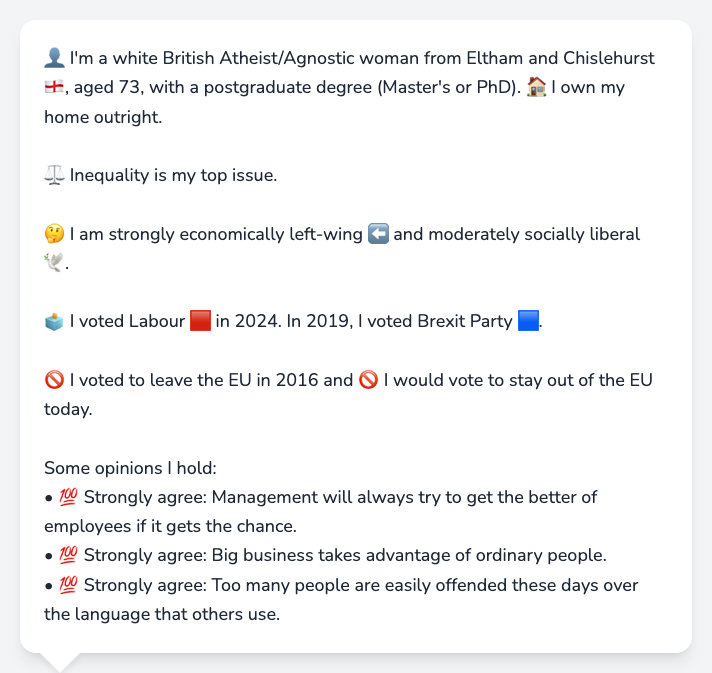 👤 I'm a white British Atheist/Agnostic woman from Eltham and Chislehurst
🏴󠁧󠁢󠁥󠁮󠁧󠁿, aged 73, with a postgraduate degree (Master's or PhD). 🏠 I own my
home outright.
⚖️ Inequality is my top issue.
🤔 I am strongly economically left-wing ⬅️ and moderately socially liberal
🕊️.
🗳️ I voted Labour 🟥 in 2024. In 2019, I voted Brexit Party 🟦.
🚫 I voted to leave the EU in 2016 and 🚫 I would vote to stay out of the EU
today.
Some opinions I hold:
• 💯 Strongly agree: Management will always try to get the better of
employees if it gets the chance.
• 💯 Strongly agree: Big business takes advantage of ordinary people.
• 💯 Strongly agree: Too many people are easily offended these days over
the language that others use.